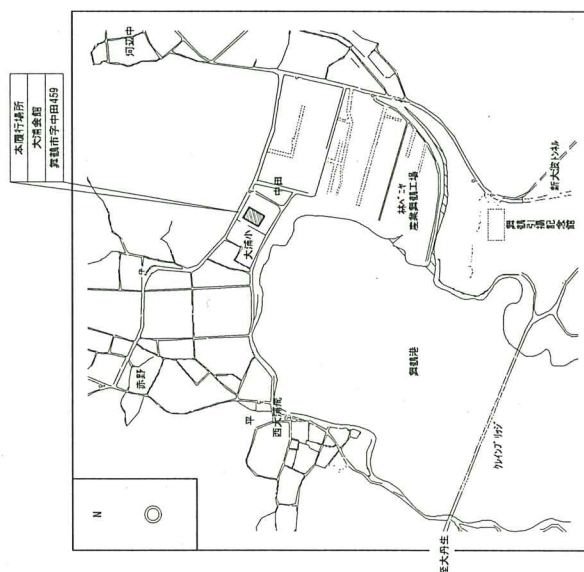 本履行場所
大浦会館
舞鶴市字中田459
河辺中
中田
大浦小
赤野
平
西大浦橋
林ベニヤ
産業舞鶴工場
新大波トンネル
舞鶴引揚記念館
舞鶴港
クレインブリッジ
至大丹生
N